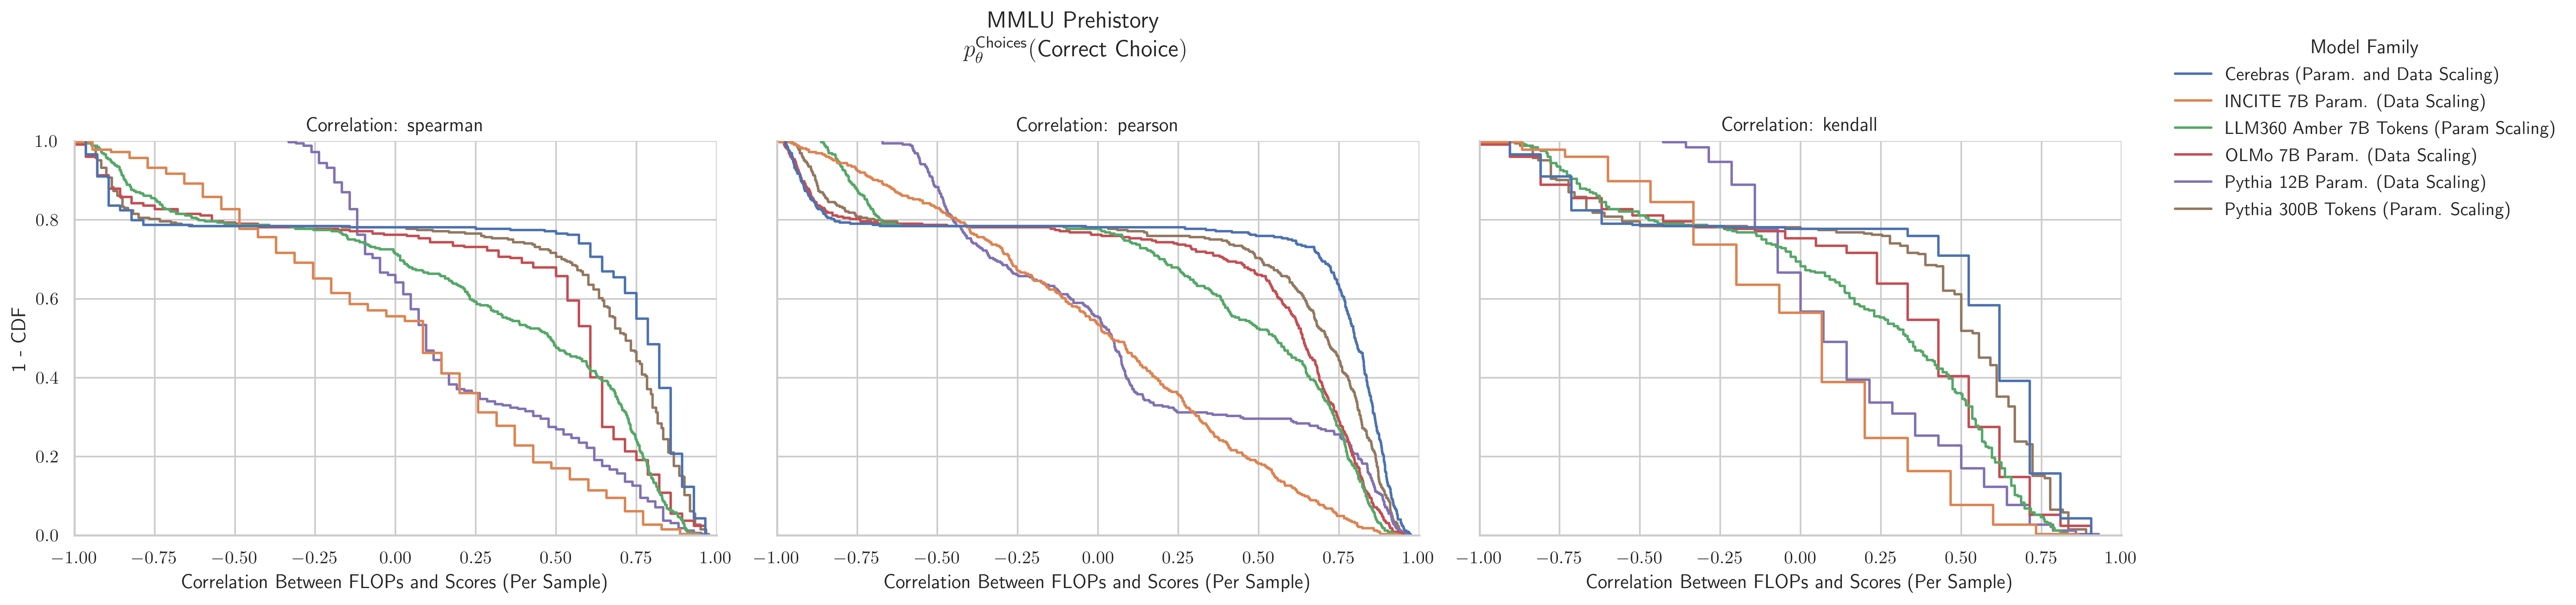 MMLU Prehistory
p_θ^Choices(Correct Choice)
Correlation: spearman
Correlation: pearson
Correlation: kendall
1 - CDF
1.0
0.8
0.6
0.4
0.2
0.0
−1.00 −0.75 −0.50 −0.25 0.00 0.25 0.50 0.75 1.00
−1.00 −0.75 −0.50 −0.25 0.00 0.25 0.50 0.75 1.00
−1.00 −0.75 −0.50 −0.25 0.00 0.25 0.50 0.75 1.00
Correlation Between FLOPs and Scores (Per Sample)
Correlation Between FLOPs and Scores (Per Sample)
Correlation Between FLOPs and Scores (Per Sample)
Model Family
Cerebras (Param. and Data Scaling)
INCITE 7B Param. (Data Scaling)
LLM360 Amber 7B Tokens (Param Scaling)
OLMo 7B Param. (Data Scaling)
Pythia 12B Param. (Data Scaling)
Pythia 300B Tokens (Param. Scaling)